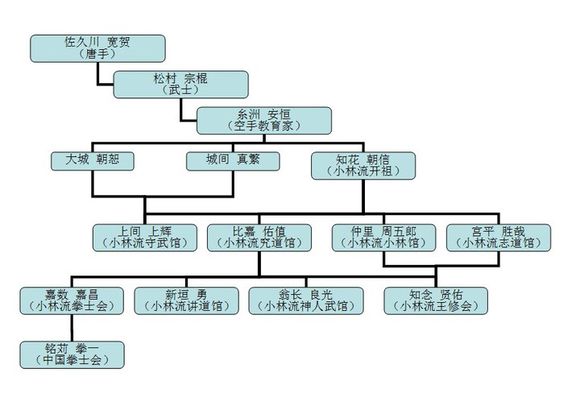 佐久川 宽贺
（唐手）
松村 宗棍
（武士）
糸洲 安恒
（空手教育家）
大城 朝恕
城间 真繁
知花 朝信
（小林流开祖）
上间 上辉
（小林流守武馆）
比嘉 佑值
（小林流究道馆）
仲里 周五郎
（小林流小林馆）
宫平 胜哉
（小林流志道馆）
嘉数 嘉昌
（小林流拳士会）
新垣 勇
（小林流讲道馆）
翁长 良光
（小林流神人武馆）
知念 贤佑
（小林流王修会）
铭苅 拳一
（中国拳士会）